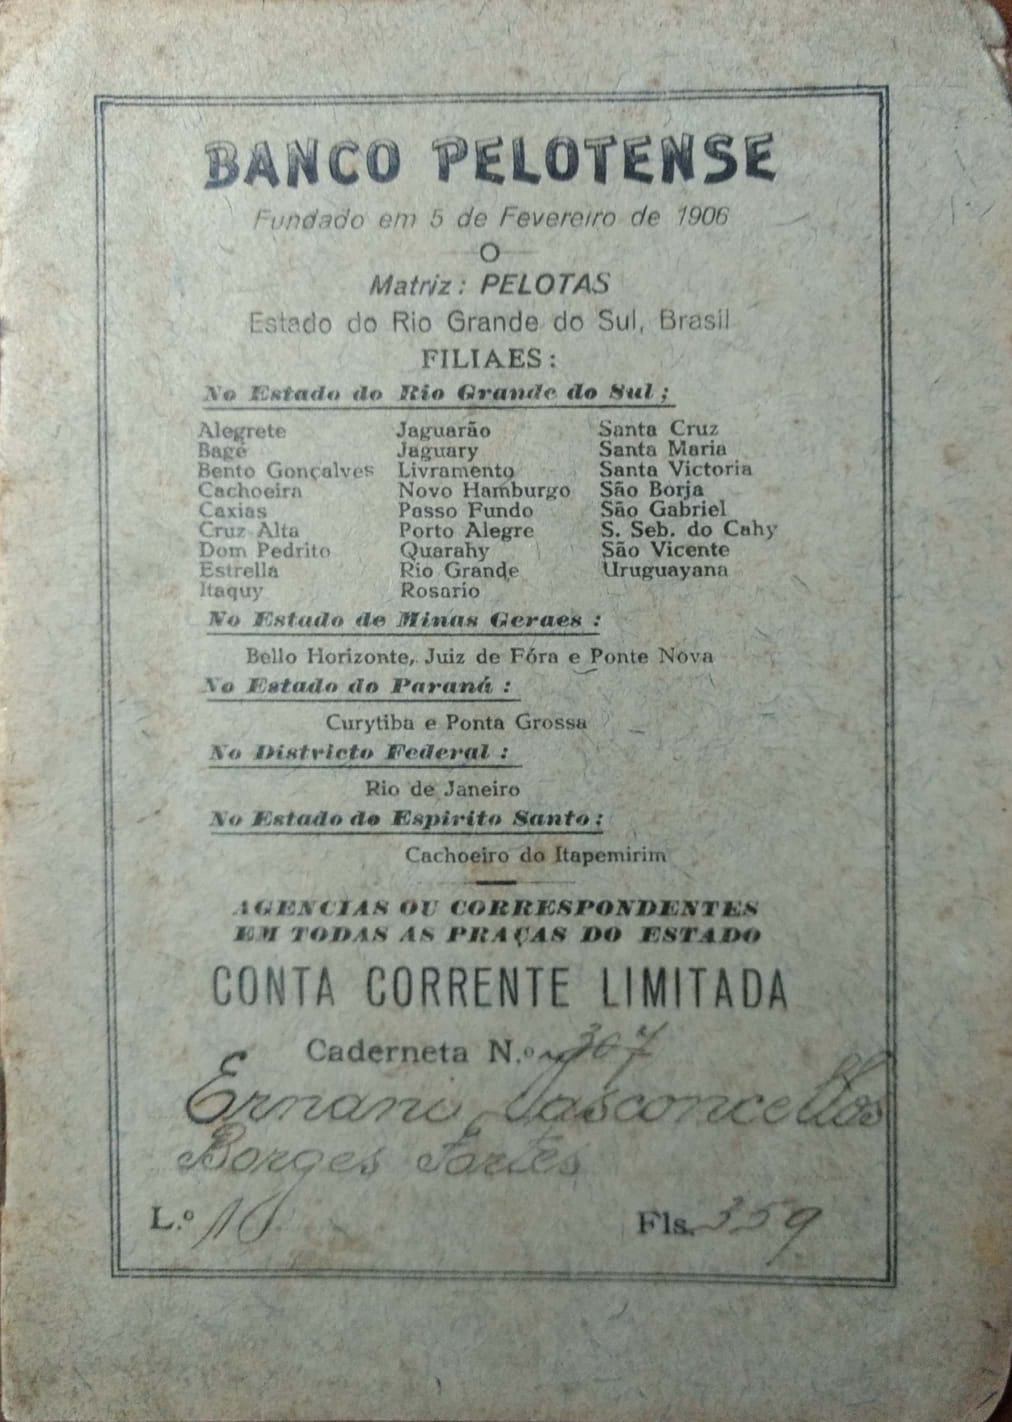 BANCO PELOTENSE
Fundado em 5 de Fevereiro de 1906
O
Matriz: PELOTAS
Estado do Rio Grande do Sul, Brasil
FILIAES:
No Estado do Rio Grande do Sul;
Alegrete Jaguarão Santa Cruz
Bagé Jaguary Santa Maria
Bento Gonçalves Livramento Santa Victoria
Cachoeira Novo Hamburgo São Borja
Caxias Passo Fundo São Gabriel
Cruz Alta Porto Alegre S. Seb. do Cahy
Dom Pedrito Quarahy São Vicente
Estrella Rio Grande Uruguayana
Itaquy Rosario
No Estado de Minas Geraes:
Bello Horizonte, Juiz de Fóra e Ponte Nova
No Estado do Paraná:
Curytiba e Ponta Grossa
No Districto Federal:
Rio de Janeiro
No Estado do Espirito Santo:
Cachoeiro do Itapemirim
AGENCIAS OU CORRESPONDENTES
EM TODAS AS PRAÇAS DO ESTADO
CONTA CORRENTE LIMITADA
Caderneta N.º 367
Ernani Vasconcellos
Borges Fortes
L.º 10 Fls. 359